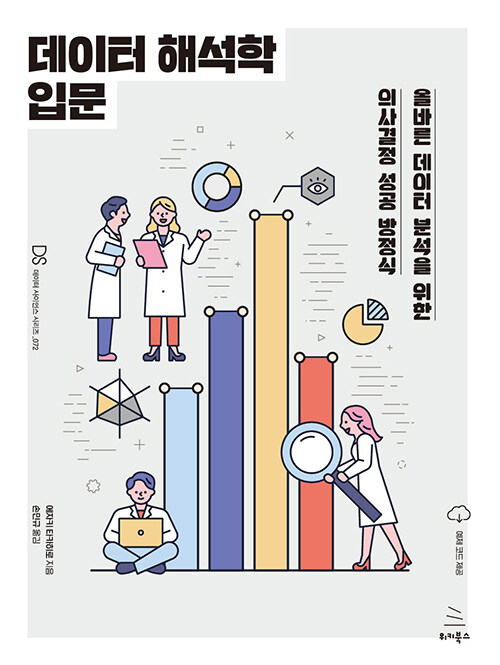 데이터 해석학
입문
올바른 데이터 분석을 위한
의사결정 성공 방정식
DS 데이터 사이언스 시리즈_072
에자키 타카히로 지음
손민규 옮김
예제 코드 제공
위키북스